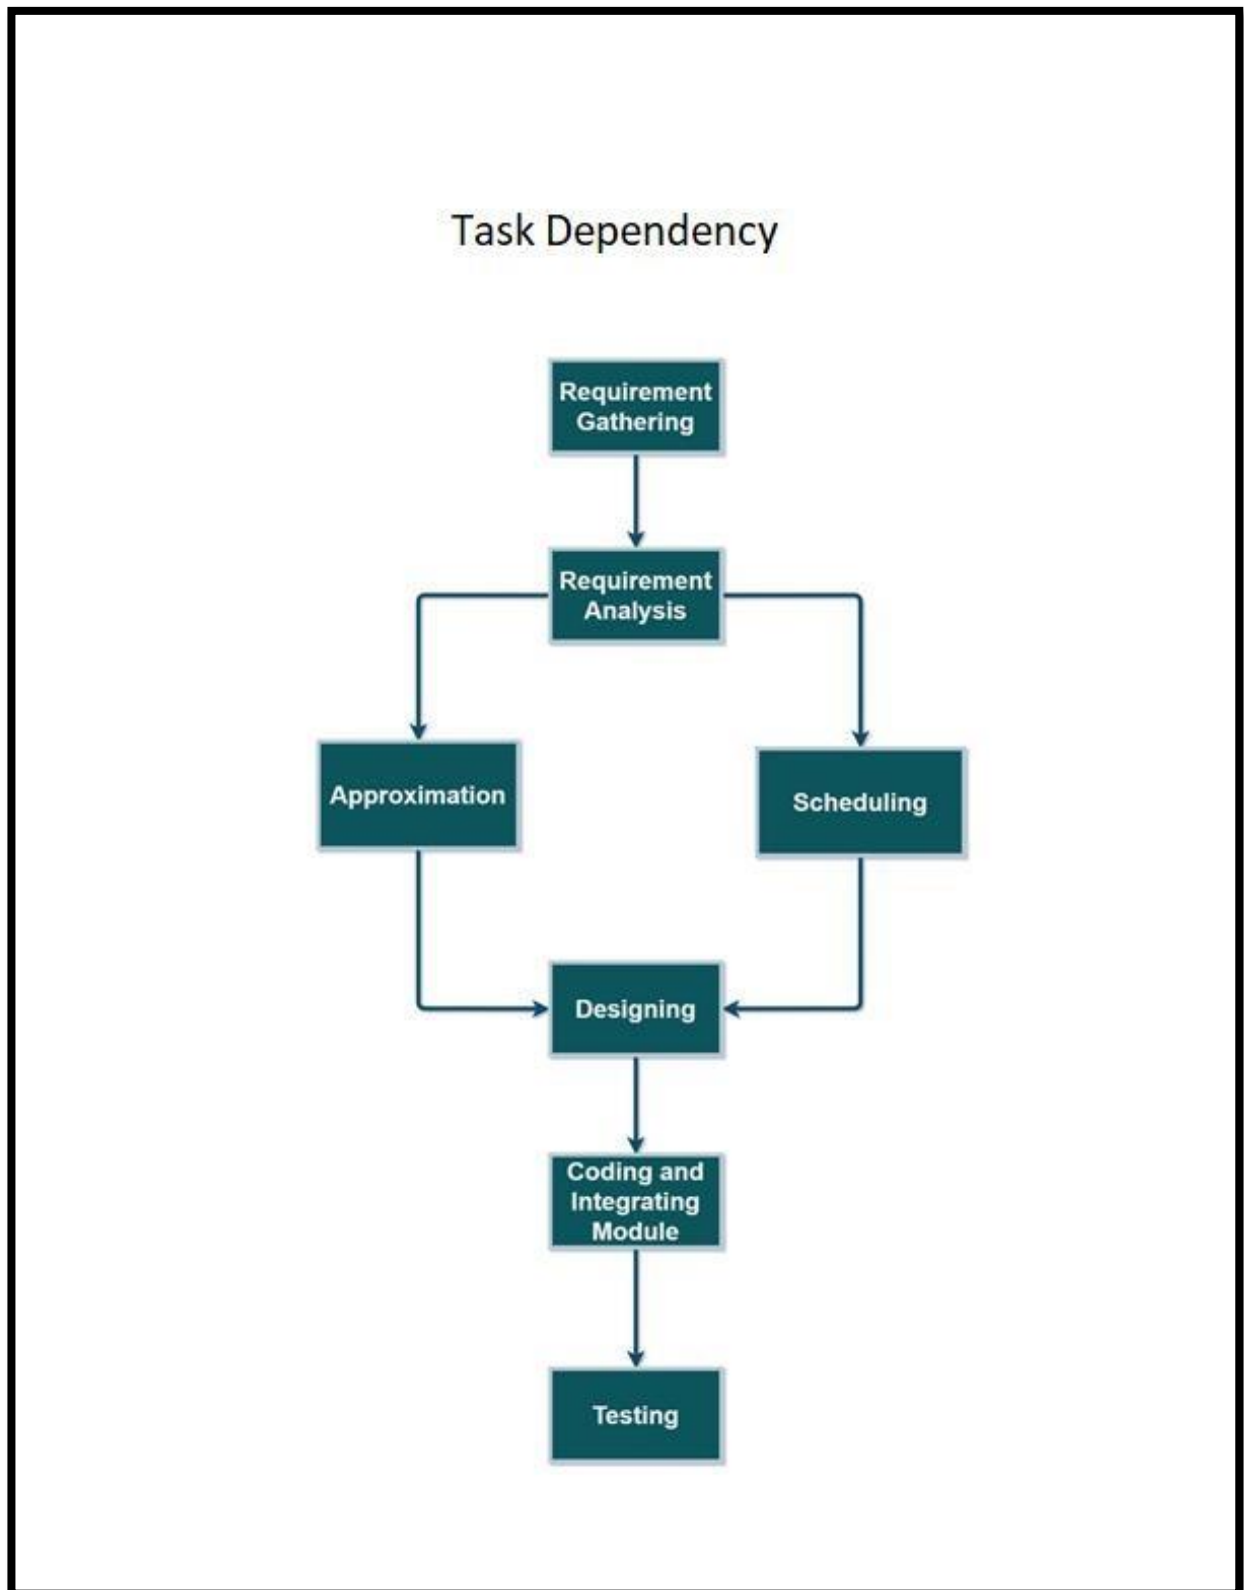 Task Dependency
Requirement
Gathering
Requirement
Analysis
Approximation
Scheduling
Designing
Coding and
Integrating
Module
Testing